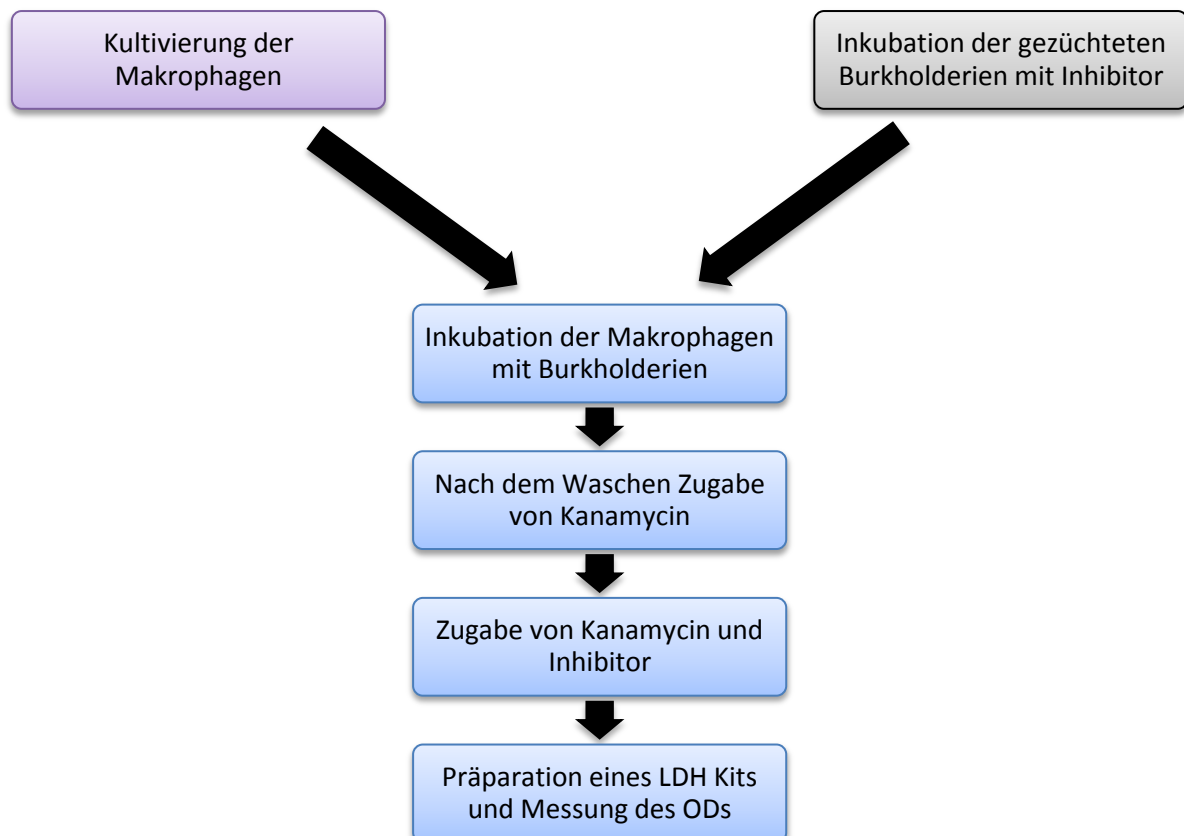 Kultivierung der
Makrophagen
Inkubation der gezüchteten
Burkholderien mit Inhibitor
Inkubation der Makrophagen
mit Burkholderien
Nach dem Waschen Zugabe
von Kanamycin
Zugabe von Kanamycin und
Inhibitor
Präparation eines LDH Kits
und Messung des ODs